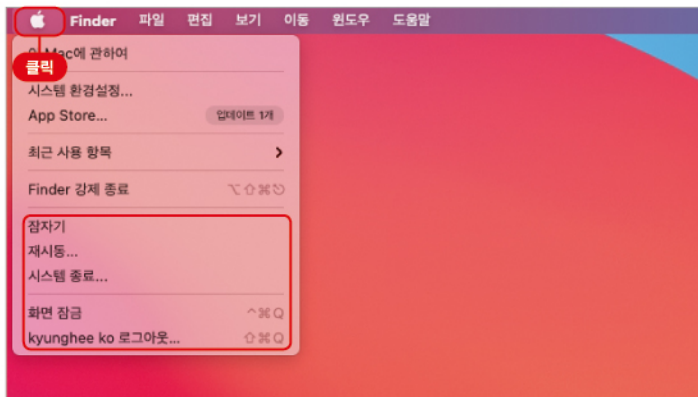 Finder 파일 편집 보기 이동 윈도우 도움말
클릭
Mac에 관하여
시스템 환경설정...
App Store... 업데이트 1개
최근 사용 항목 >
Finder 강제 종료 ⌥⇧⌘⎋
잠자기
재시동...
시스템 종료...
화면 잠금 ^⌘Q
kyunghee ko 로그아웃... ⇧⌘Q